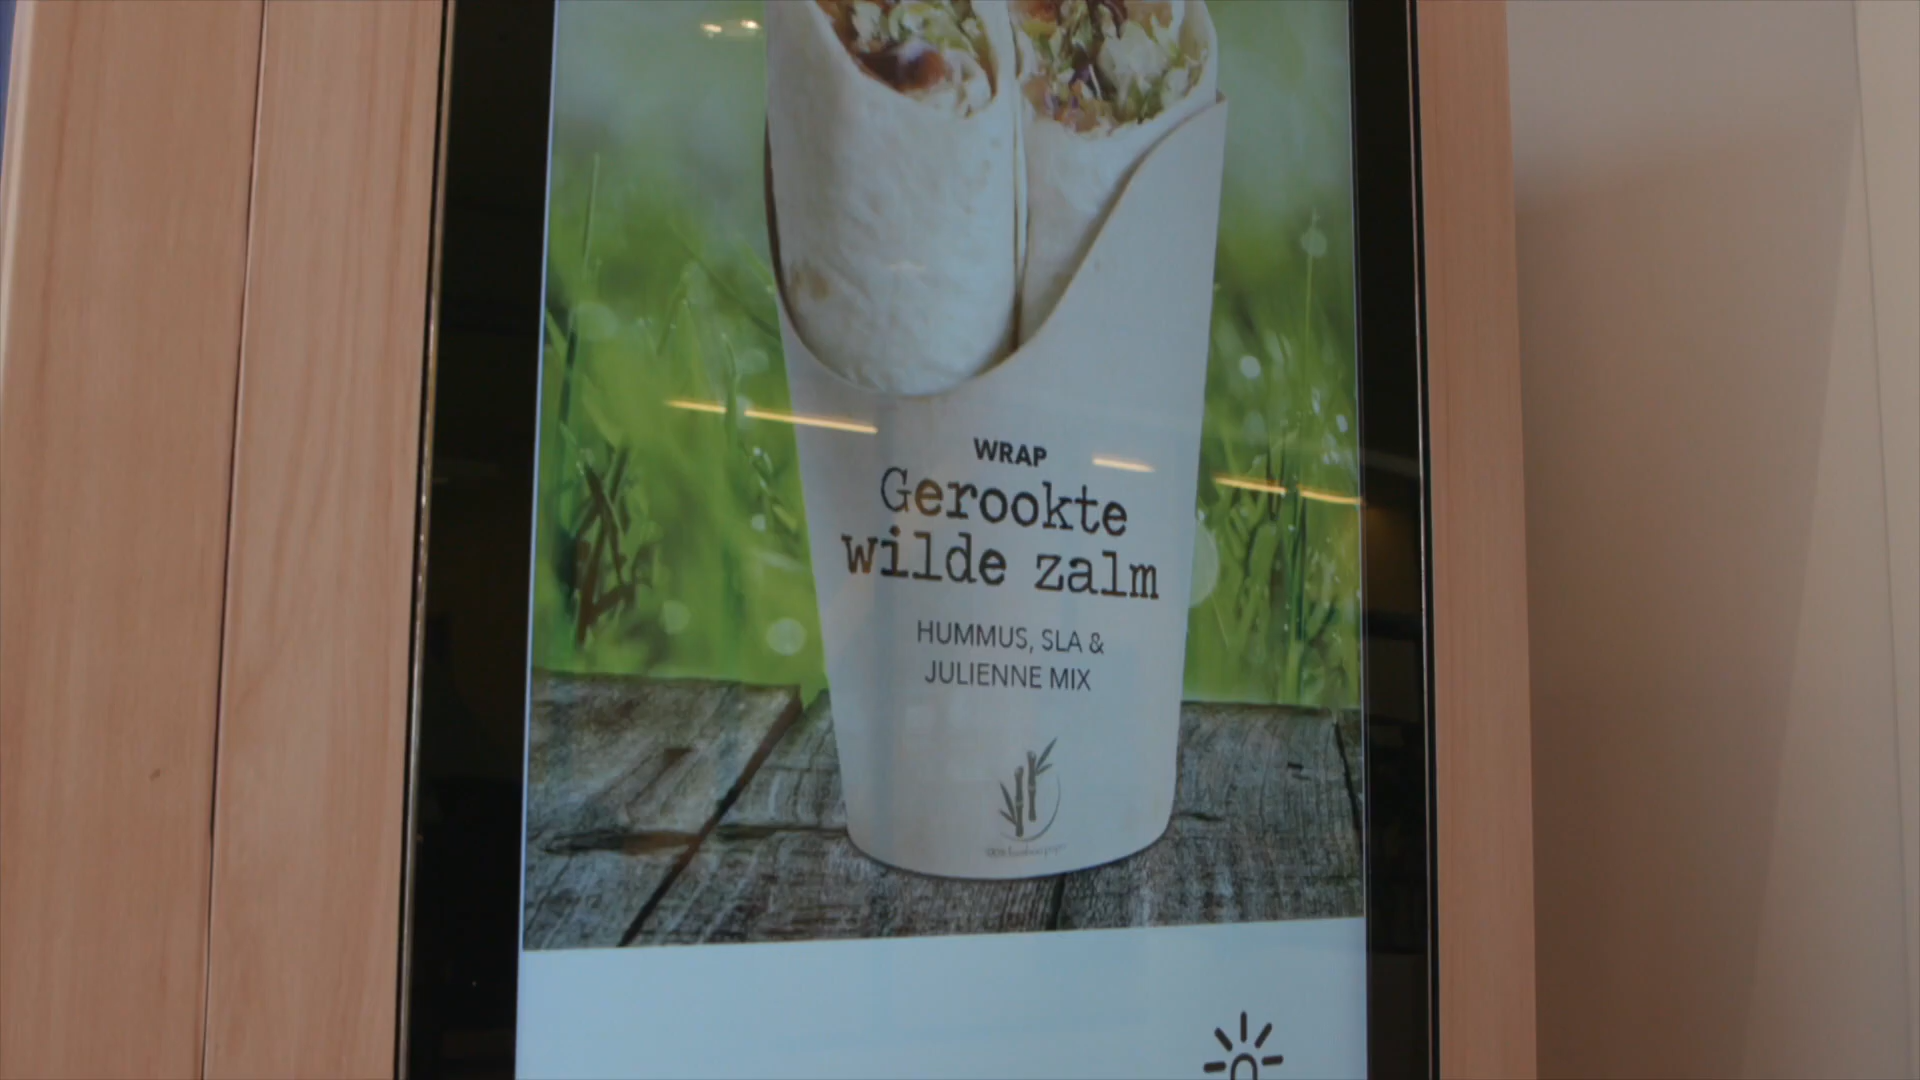 WRAP
Gerookte
wilde zalm
HUMMUS, SLA &
JULIENNE MIX